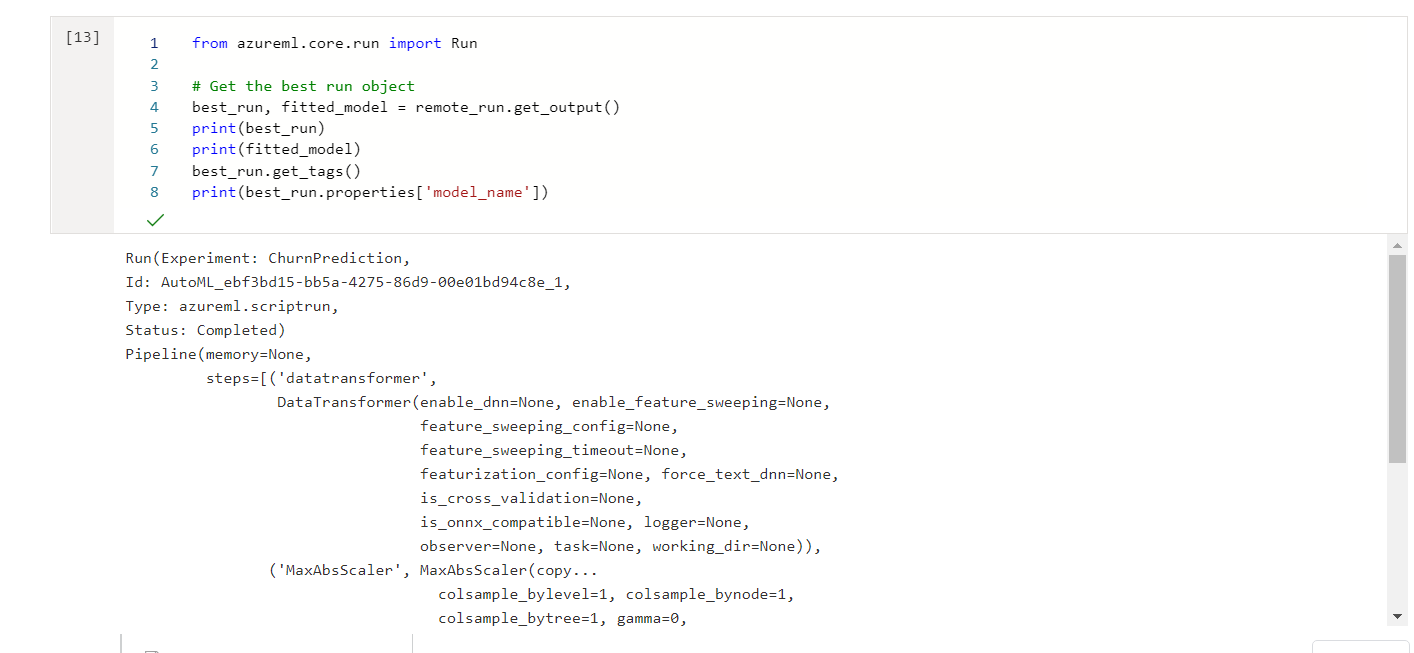 [13]
1 from azureml.core.run import Run
2
3 # Get the best run object
4 best_run, fitted_model = remote_run.get_output()
5 print(best_run)
6 print(fitted_model)
7 best_run.get_tags()
8 print(best_run.properties['model_name'])
Run(Experiment: ChurnPrediction,
Id: AutoML_ebf3bd15-bb5a-4275-86d9-00e01bd94c8e_1,
Type: azureml.scriptrun,
Status: Completed)
Pipeline(memory=None,
steps=[('datatransformer',
DataTransformer(enable_dnn=None, enable_feature_sweeping=None,
feature_sweeping_config=None,
feature_sweeping_timeout=None,
featurization_config=None, force_text_dnn=None,
is_cross_validation=None,
is_onnx_compatible=None, logger=None,
observer=None, task=None, working_dir=None)),
('MaxAbsScaler', MaxAbsScaler(copy...
colsample_bylevel=1, colsample_bynode=1,
colsample_bytree=1, gamma=0,